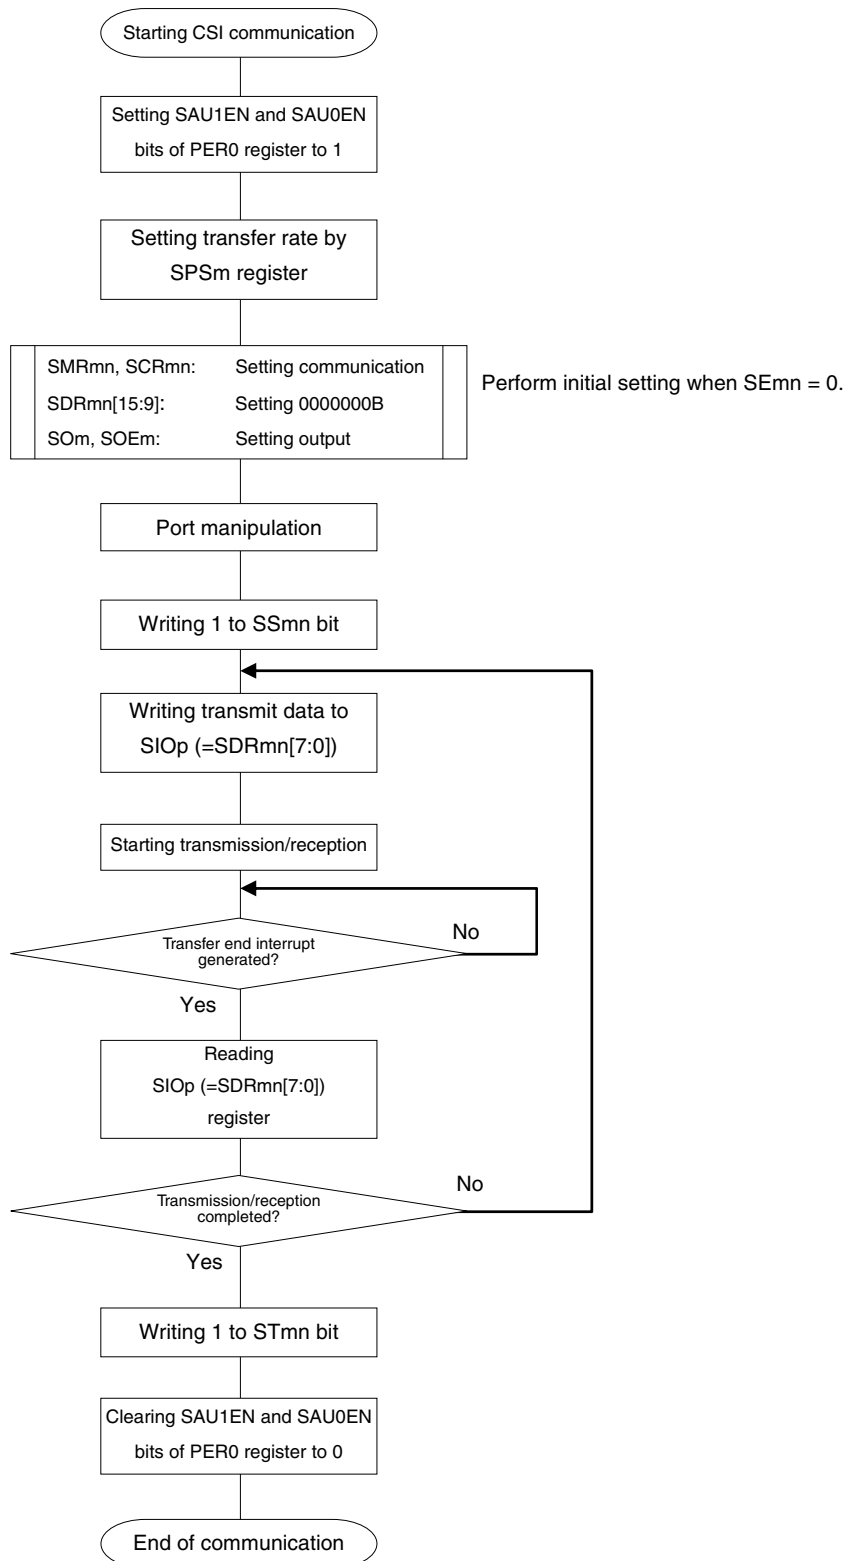 Starting CSI communication
Setting SAU1EN and SAU0EN
bits of PER0 register to 1
Setting transfer rate by
SPSm register
SMRmn, SCRmn: Setting communication
SDRmn[15:9]: Setting 0000000B
SOm, SOEm: Setting output
Perform initial setting when SEmn = 0.
Port manipulation
Writing 1 to SSmn bit
Writing transmit data to
SIOp (=SDRmn[7:0])
Starting transmission/reception
Transfer end interrupt
generated?
No
Yes
Reading
SIOp (=SDRmn[7:0])
register
Transmission/reception
completed?
No
Yes
Writing 1 to STmn bit
Clearing SAU1EN and SAU0EN
bits of PER0 register to 0
End of communication